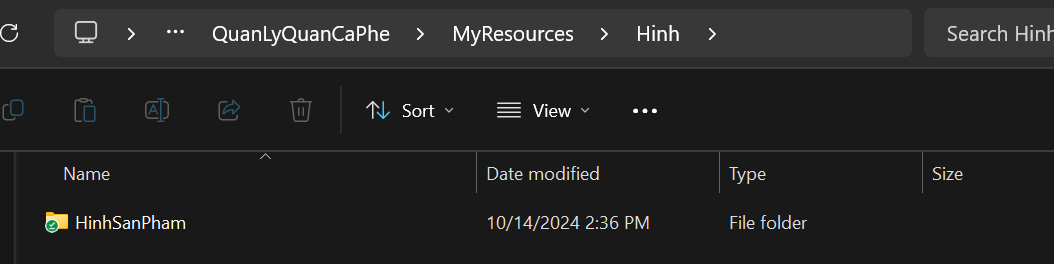 QuanLyQuanCaPhe > MyResources > Hinh > Search Hinh
Sort View
Name Date modified Type Size
HinhSanPham 10/14/2024 2:36 PM File folder